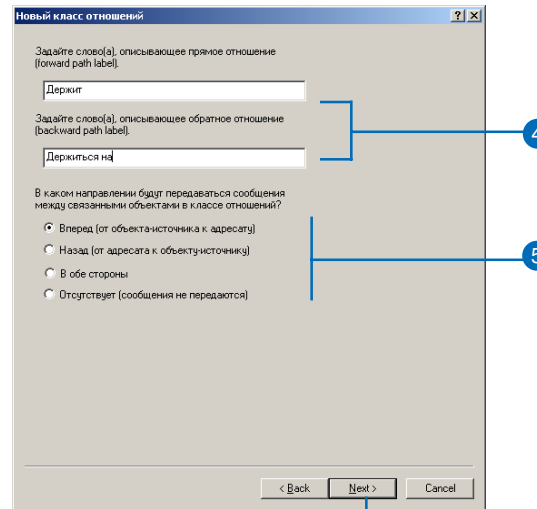 Новый класс отношений
Задайте слово(а), описывающее прямое отношение
(forward path label).
Держит
Задайте слово(а), описывающее обратное отношение
(backward path label).
Держиться на
4
В каком направлении будут передаваться сообщения
между связанными объектами в классе отношений?
Вперед (от объекта-источника к адресату)
Назад (от адресата к объекту-источнику)
5
В обе стороны
Отсутствует (сообщения не передаются)
< Back
Next >
Cancel